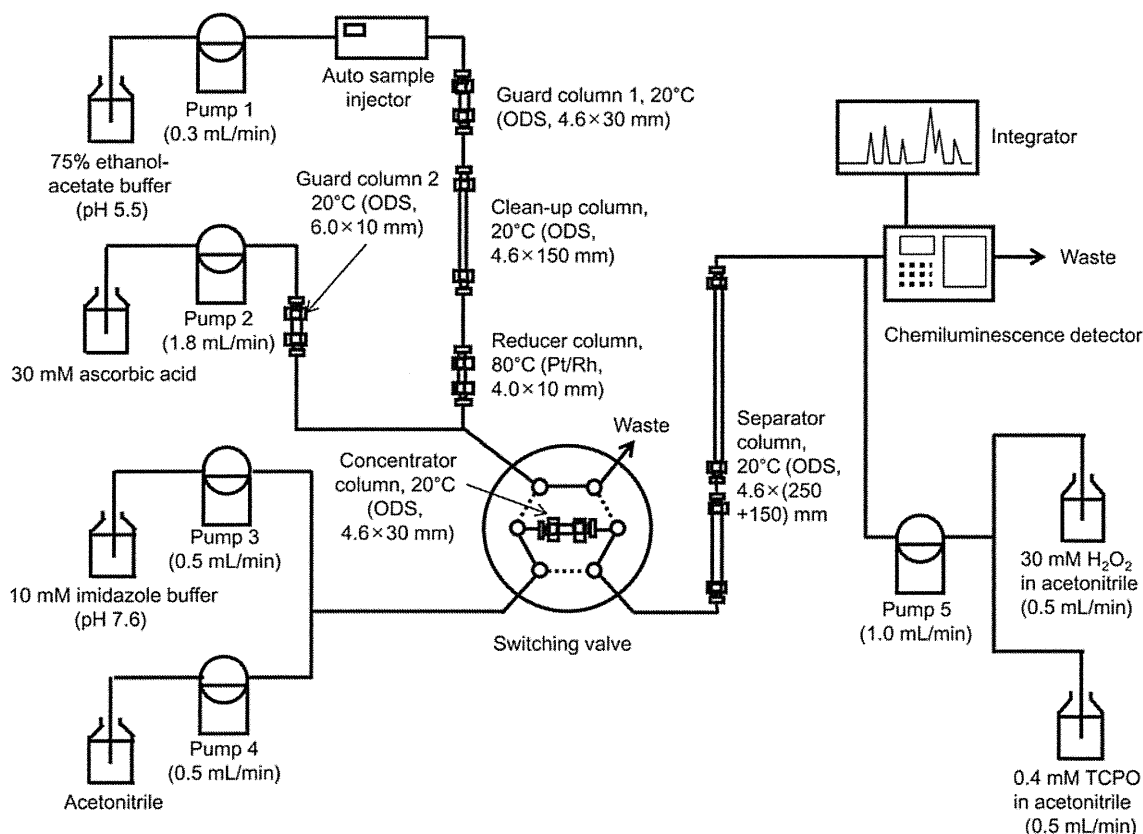 Pump 1
(0.3 mL/min)
Auto sample
injector
75% ethanol-
acetate buffer
(pH 5.5)
Guard column 1, 20°C
(ODS, 4.6×30 mm)
Integrator
Guard column 2
20°C (ODS,
6.0×10 mm)
Clean-up column,
20°C (ODS,
4.6×150 mm)
Waste
Pump 2
(1.8 mL/min)
30 mM ascorbic acid
Reducer column,
80°C (Pt/Rh,
4.0×10 mm)
Chemiluminescence detector
Waste
Concentrator
column, 20°C
(ODS,
4.6×30 mm)
Separator
column,
20°C (ODS,
4.6×(250
+150) mm
Pump 3
(0.5 mL/min)
10 mM imidazole buffer
(pH 7.6)
Switching valve
Pump 5
(1.0 mL/min)
30 mM H₂O₂
in acetonitrile
(0.5 mL/min)
Pump 4
(0.5 mL/min)
Acetonitrile
0.4 mM TCPO
in acetonitrile
(0.5 mL/min)